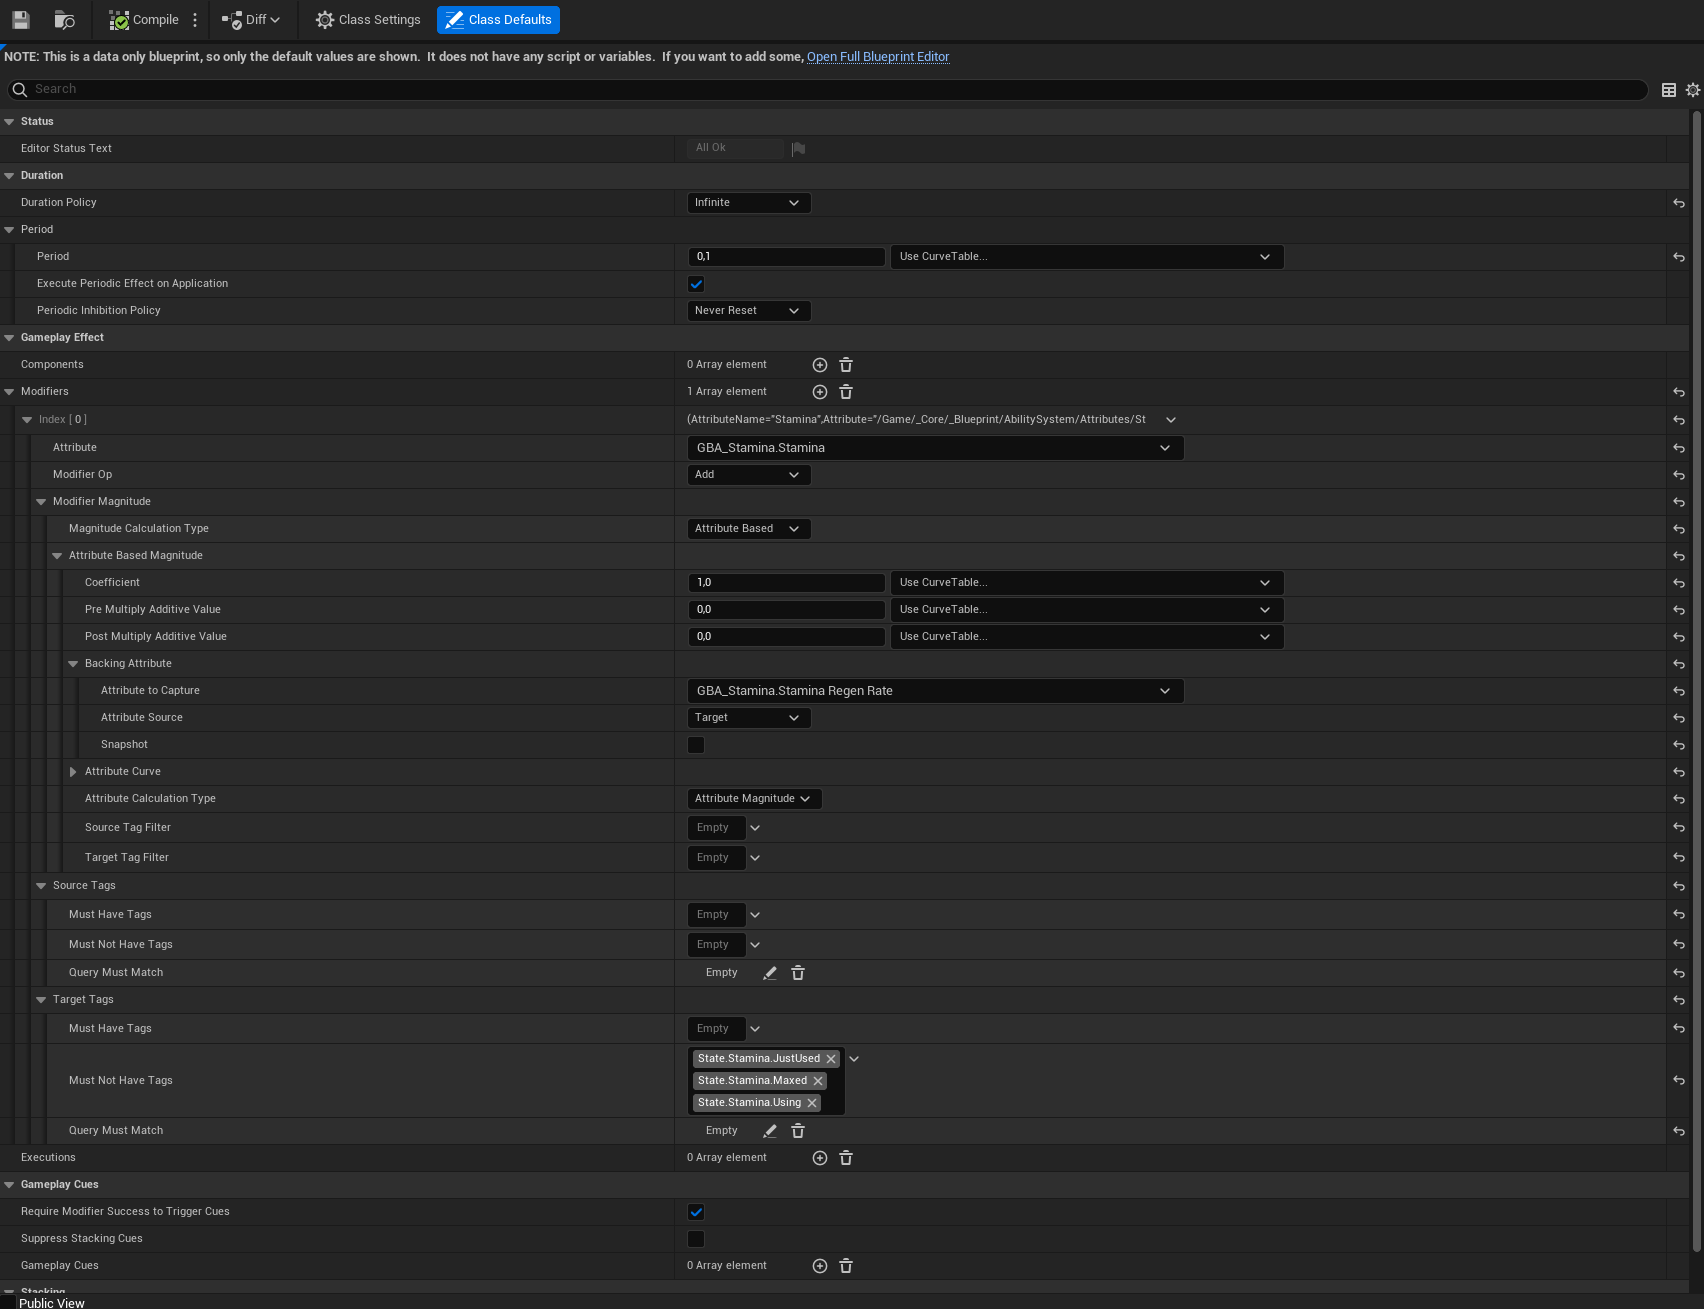 Compile
Diff
Class Settings
Class Defaults
NOTE: This is a data only blueprint, so only the default values are shown.  It does not have any script or variables.  If you want to add some, Open Full Blueprint Editor
Search
Status
Editor Status Text All Ok
Duration
Duration Policy Infinite
Period
Period 0,1 Use CurveTable...
Execute Periodic Effect on Application
Periodic Inhibition Policy Never Reset
Gameplay Effect
Components 0 Array element
Modifiers 1 Array element
Index [ 0 ] (AttributeName="Stamina",Attribute="/Game/_Core/_Blueprint/AbilitySystem/Attributes/St
Attribute GBA_Stamina.Stamina
Modifier Op Add
Modifier Magnitude
Magnitude Calculation Type Attribute Based
Attribute Based Magnitude
Coefficient 1,0 Use CurveTable...
Pre Multiply Additive Value 0,0 Use CurveTable...
Post Multiply Additive Value 0,0 Use CurveTable...
Backing Attribute
Attribute to Capture GBA_Stamina.Stamina Regen Rate
Attribute Source Target
Snapshot
Attribute Curve
Attribute Calculation Type Attribute Magnitude
Source Tag Filter Empty
Target Tag Filter Empty
Source Tags
Must Have Tags Empty
Must Not Have Tags Empty
Query Must Match Empty
Target Tags
Must Have Tags Empty
State.Stamina.JustUsed
Must Not Have Tags State.Stamina.Maxed
State.Stamina.Using
Query Must Match Empty
Executions 0 Array element
Gameplay Cues
Require Modifier Success to Trigger Cues
Suppress Stacking Cues
Gameplay Cues 0 Array element
Stacking
Public View